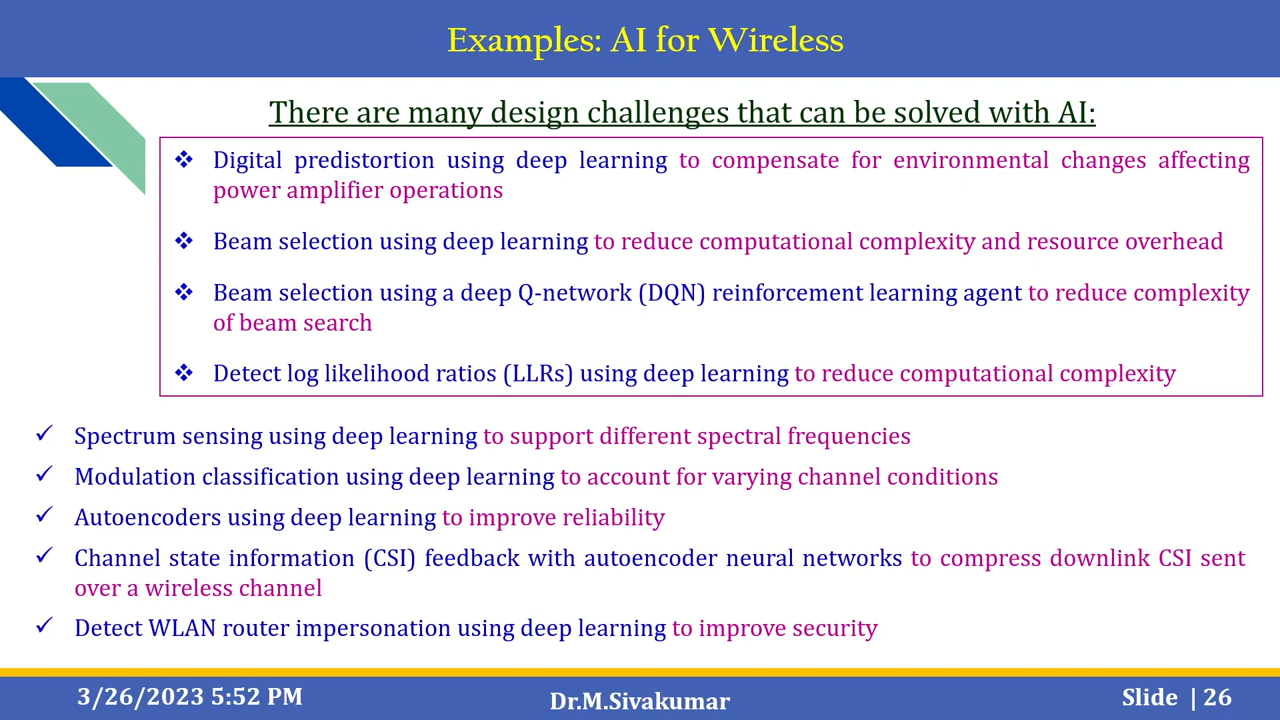 Examples: AI for Wireless
There are many design challenges that can be solved with AI:
❖ Digital predistortion using deep learning to compensate for environmental changes affecting
power amplifier operations
❖ Beam selection using deep learning to reduce computational complexity and resource overhead
❖ Beam selection using a deep Q-network (DQN) reinforcement learning agent to reduce complexity
of beam search
❖ Detect log likelihood ratios (LLRs) using deep learning to reduce computational complexity
✓ Spectrum sensing using deep learning to support different spectral frequencies
✓ Modulation classification using deep learning to account for varying channel conditions
✓ Autoencoders using deep learning to improve reliability
✓ Channel state information (CSI) feedback with autoencoder neural networks to compress downlink CSI sent
over a wireless channel
✓ Detect WLAN router impersonation using deep learning to improve security
3/26/2023 5:52 PM
Dr.M.Sivakumar
Slide | 26